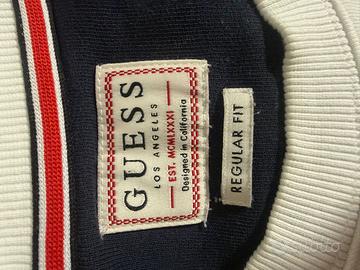 GUESS
LOS ANGELES
EST. MCMLXXXI
Designed in California
REGULAR FIT